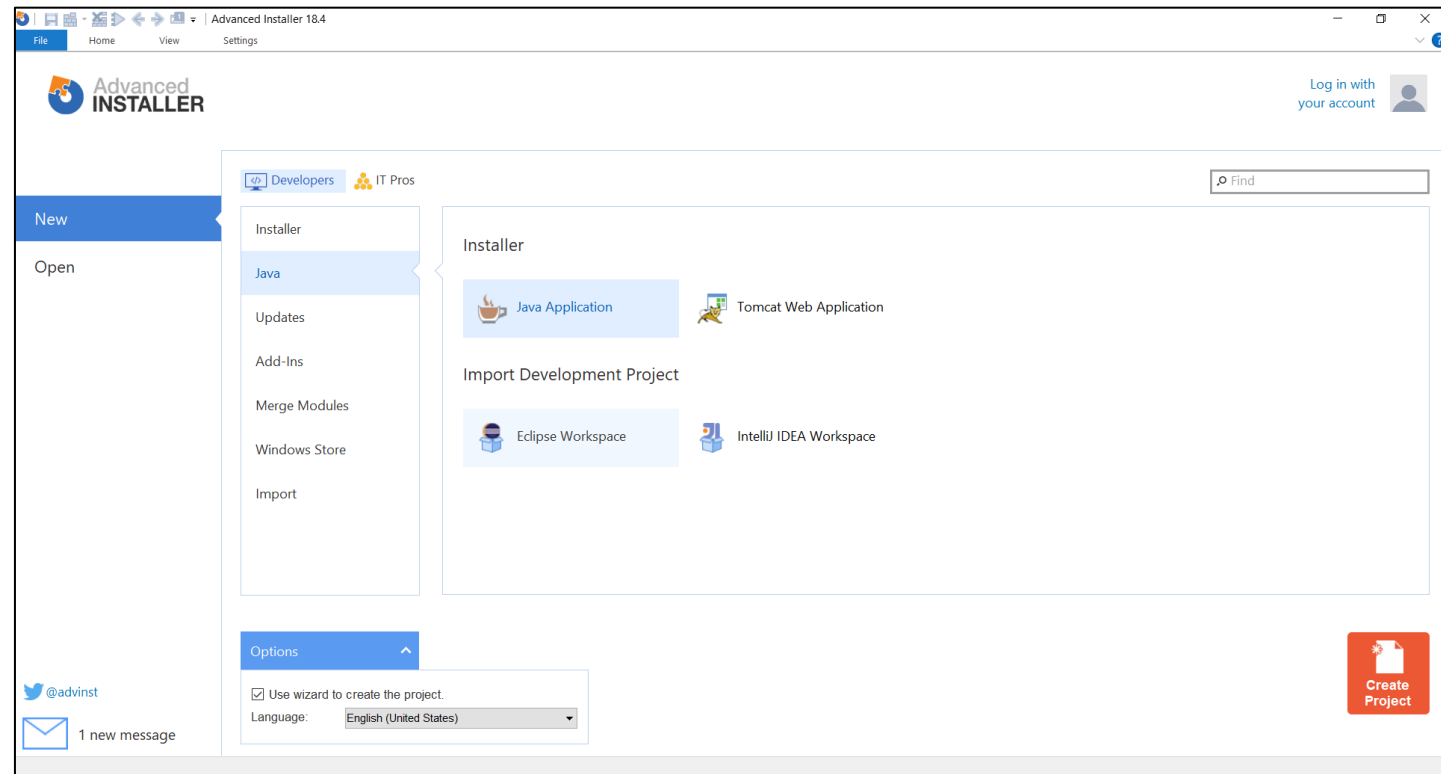 Advanced Installer 18.4
File Home View Settings
Advanced
INSTALLER
Log in with
your account
Developers IT Pros
Find
New
Open
Installer
Java
Updates
Add-Ins
Merge Modules
Windows Store
Import
Installer
Java Application Tomcat Web Application
Import Development Project
Eclipse Workspace IntelliJ IDEA Workspace
Options
Use wizard to create the project.
Language: English (United States)
Create
Project
@advinst
1 new message